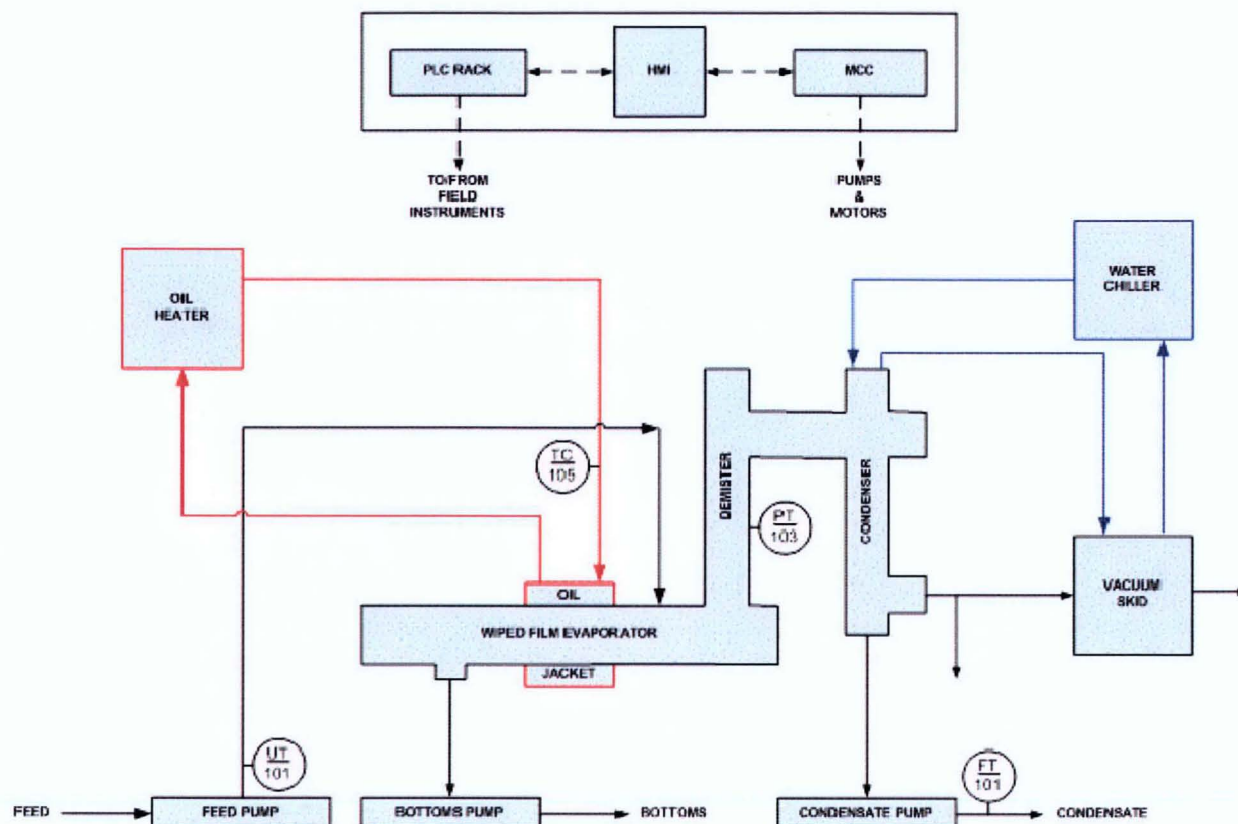 PLC RACK
HMI
MCC
TO/FROM
FIELD
INSTRUMENTS
PUMPS
&
MOTORS
OIL
HEATER
WATER
CHILLER
TC
105
DEMISTER
PT
103
CONDENSER
OIL
WIPED FILM EVAPORATOR
JACKET
VACUUM
SKID
UT
101
FT
101
FEED
FEED PUMP
BOTTOMS PUMP
BOTTOMS
CONDENSATE PUMP
CONDENSATE